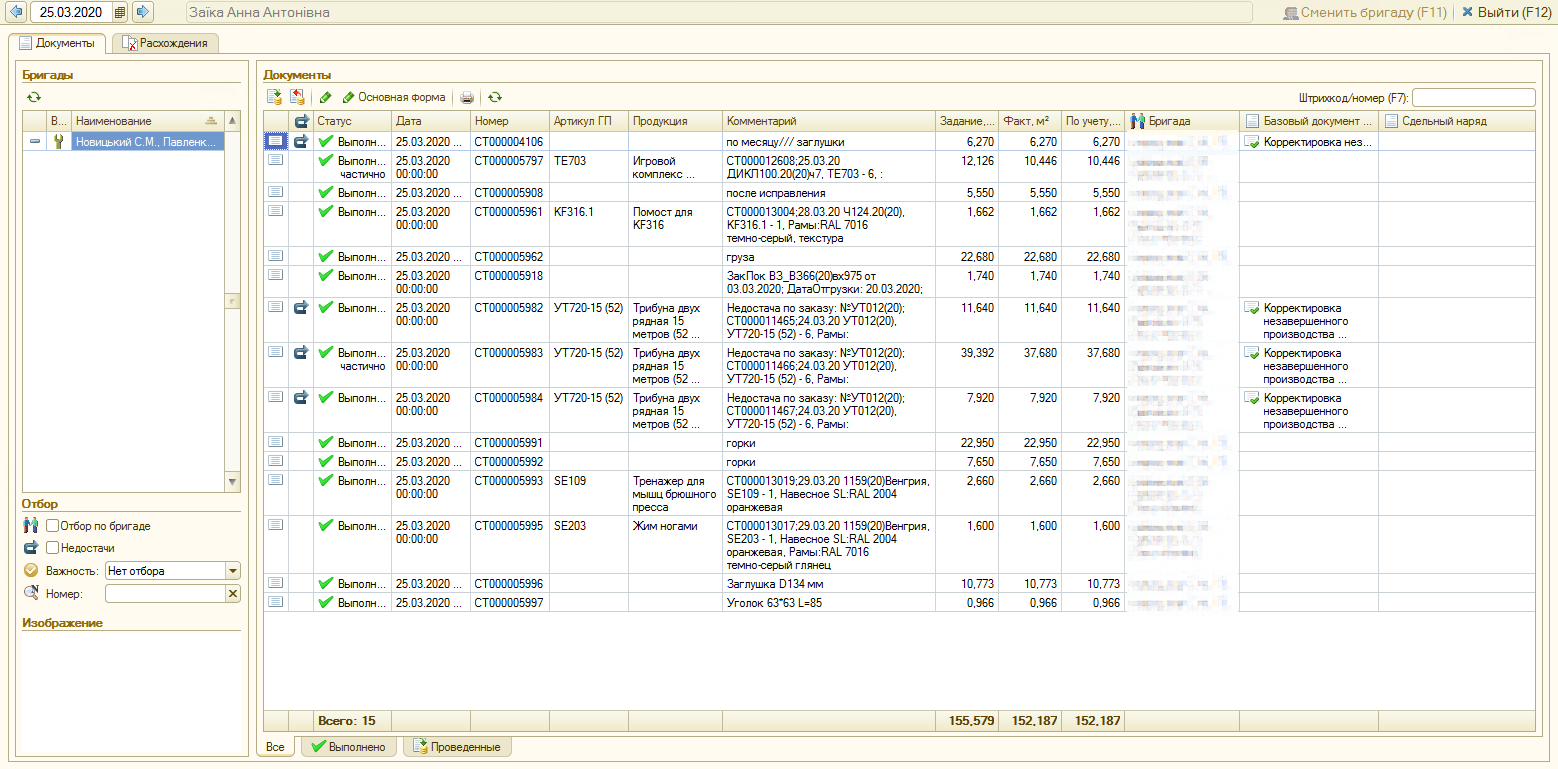 25.03.2020 Заїка Анна Антонівна Сменить бригаду (F11) Выйти (F12)
Документы Расхождения
Бригады
В... Наименование
Новицький С.М., Павленк...
Отбор
Отбор по бригаде
Недостачи
Важность: Нет отбора
Номер:
Изображение
Документы
Основная форма Штрихкод/номер (F7):
Статус Дата Номер Артикул ГП Продукция Комментарий Задание,... Факт, м² По учету,... Бригада Базовый документ ... Сдельный наряд
Выполн... 25.03.2020 ... СТ000004106 по месяцу/// заглушки 6,270 6,270 6,270 Корректировка нез...
Выполн... 25.03.2020 СТ000005797 TE703 Игровой СТ000012608;25.03.20 12,126 10,446 10,446
частично 00:00:00 комплекс ... ДИКП100.20(20)ч7, TE703 - 6, :
Выполн... 25.03.2020 ... СТ000005908 после исправления 5,550 5,550 5,550
Выполн... 25.03.2020 СТ000005961 KF316.1 Помост для СТ000013004;28.03.20 Ч124.20(20), 1,662 1,662 1,662
00:00:00 KF316 KF316.1 - 1, Рамы:RAL 7016
темно-серый, текстура
Выполн... 25.03.2020 ... СТ000005962 груза 22,680 22,680 22,680
Выполн... 25.03.2020 СТ000005918 ЗакПок ВЗ_В366(20)вх975 от 1,740 1,740 1,740
00:00:00 03.03.2020; ДатаОтгрузки: 20.03.2020;
Выполн... 25.03.2020 СТ000005982 УТ720-15 (52) Трибуна двух Недостача по заказу: №УТ012(20); 11,640 11,640 11,640 Корректировка
00:00:00 рядная 15 СТ000011465;24.03.20 УТ012(20), незавершенного
метров (52 ... УТ720-15 (52) - 6, Рамы: производства ...
Выполн... 25.03.2020 СТ000005983 УТ720-15 (52) Трибуна двух Недостача по заказу: №УТ012(20); 39,392 37,680 37,680 Корректировка
частично 00:00:00 рядная 15 СТ000011466;24.03.20 УТ012(20), незавершенного
метров (52 ... УТ720-15 (52) - 6, Рамы: производства ...
Выполн... 25.03.2020 СТ000005984 УТ720-15 (52) Трибуна двух Недостача по заказу: №УТ012(20); 7,920 7,920 7,920 Корректировка
00:00:00 рядная 15 СТ000011467;24.03.20 УТ012(20), незавершенного
метров (52 ... УТ720-15 (52) - 6, Рамы: производства ...
Выполн... 25.03.2020 ... СТ000005991 горки 22,950 22,950 22,950
Выполн... 25.03.2020 ... СТ000005992 горки 7,650 7,650 7,650
Выполн... 25.03.2020 СТ000005993 SE109 Тренажер для СТ000013019;29.03.20 1159(20)Венгрия, 2,660 2,660 2,660
00:00:00 мышц брюшного SE109 - 1, Навесное SL:RAL 2004
пресса оранжевая
Выполн... 25.03.2020 СТ000005995 SE203 Жим ногами СТ000013017;29.03.20 1159(20)Венгрия, 1,600 1,600 1,600
00:00:00 SE203 - 1, Навесное SL:RAL 2004
оранжевая, Рамы:RAL 7016
темно-серый глянец
Выполн... 25.03.2020 ... СТ000005996 Заглушка D134 мм 10,773 10,773 10,773
Выполн... 25.03.2020 ... СТ000005997 Уголок 63*63 L=85 0,966 0,966 0,966
Всего: 15 155,579 152,187 152,187
Все Выполнено Проведенные